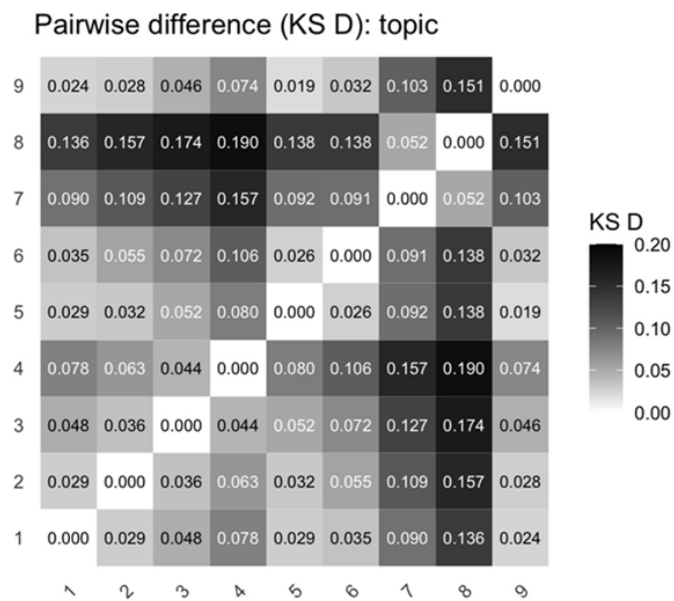 Pairwise difference (KS D): topic
9 0.024 0.028 0.046 0.074 0.019 0.032 0.103 0.151 0.000
8 0.136 0.157 0.174 0.190 0.138 0.138 0.052 0.000 0.151
7 0.090 0.109 0.127 0.157 0.092 0.091 0.000 0.052 0.103
6 0.035 0.055 0.072 0.106 0.026 0.000 0.091 0.138 0.032
5 0.029 0.032 0.052 0.080 0.000 0.026 0.092 0.138 0.019
4 0.078 0.063 0.044 0.000 0.080 0.106 0.157 0.190 0.074
3 0.048 0.036 0.000 0.044 0.052 0.072 0.127 0.174 0.046
2 0.029 0.000 0.036 0.063 0.032 0.055 0.109 0.157 0.028
1 0.000 0.029 0.048 0.078 0.029 0.035 0.090 0.136 0.024
1 2 3 4 5 6 7 8 9
KS D
0.20
0.15
0.10
0.05
0.00